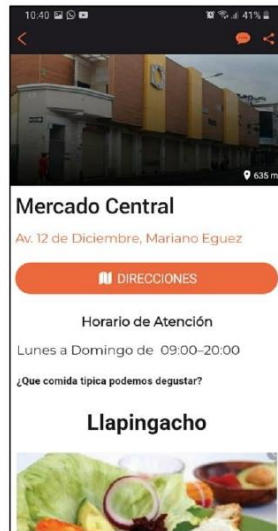 10:40 41%
635 m
Mercado Central
Av. 12 de Diciembre, Mariano Eguez
DIRECCIONES
Horario de Atención
Lunes a Domingo de 09:00–20:00
¿Que comida tipica podemos degustar?
Llapingacho